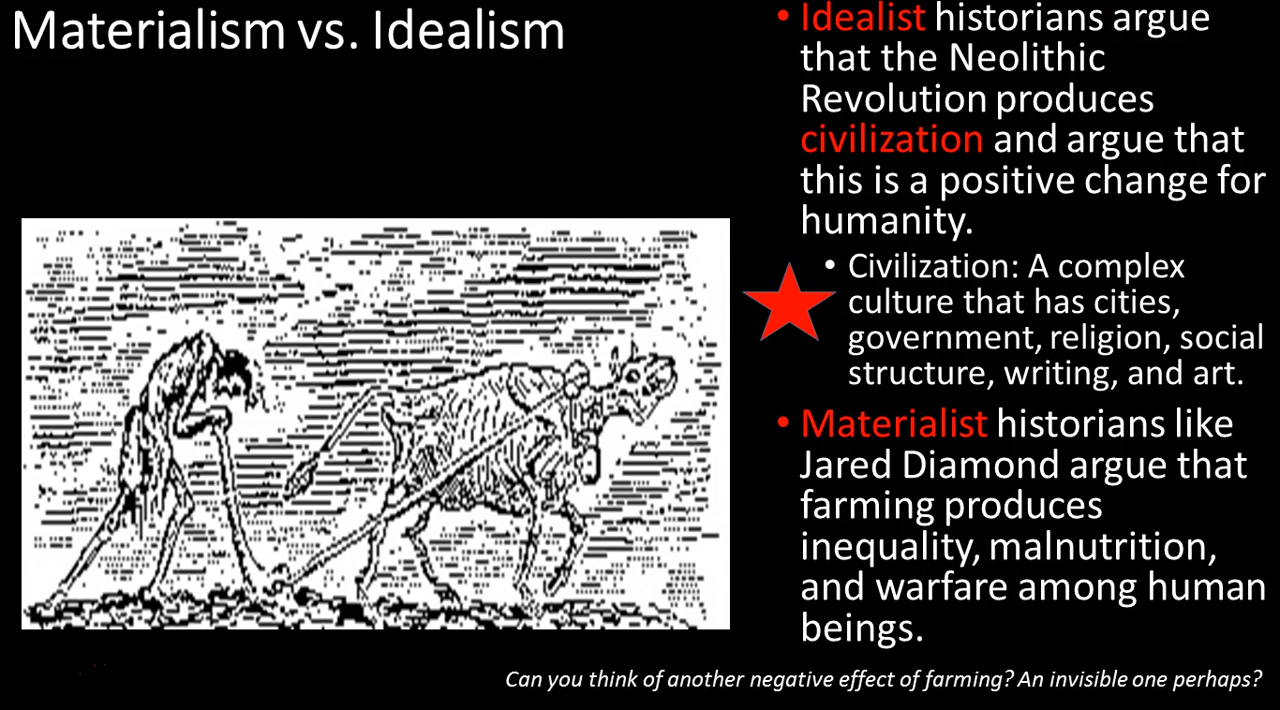 Materialism vs. Idealism
• Idealist historians argue
that the Neolithic
Revolution produces
civilization and argue that
this is a positive change for
humanity.
• Civilization: A complex
culture that has cities,
government, religion, social
structure, writing, and art.
• Materialist historians like
Jared Diamond argue that
farming produces
inequality, malnutrition,
and warfare among human
beings.
Can you think of another negative effect of farming? An invisible one perhaps?